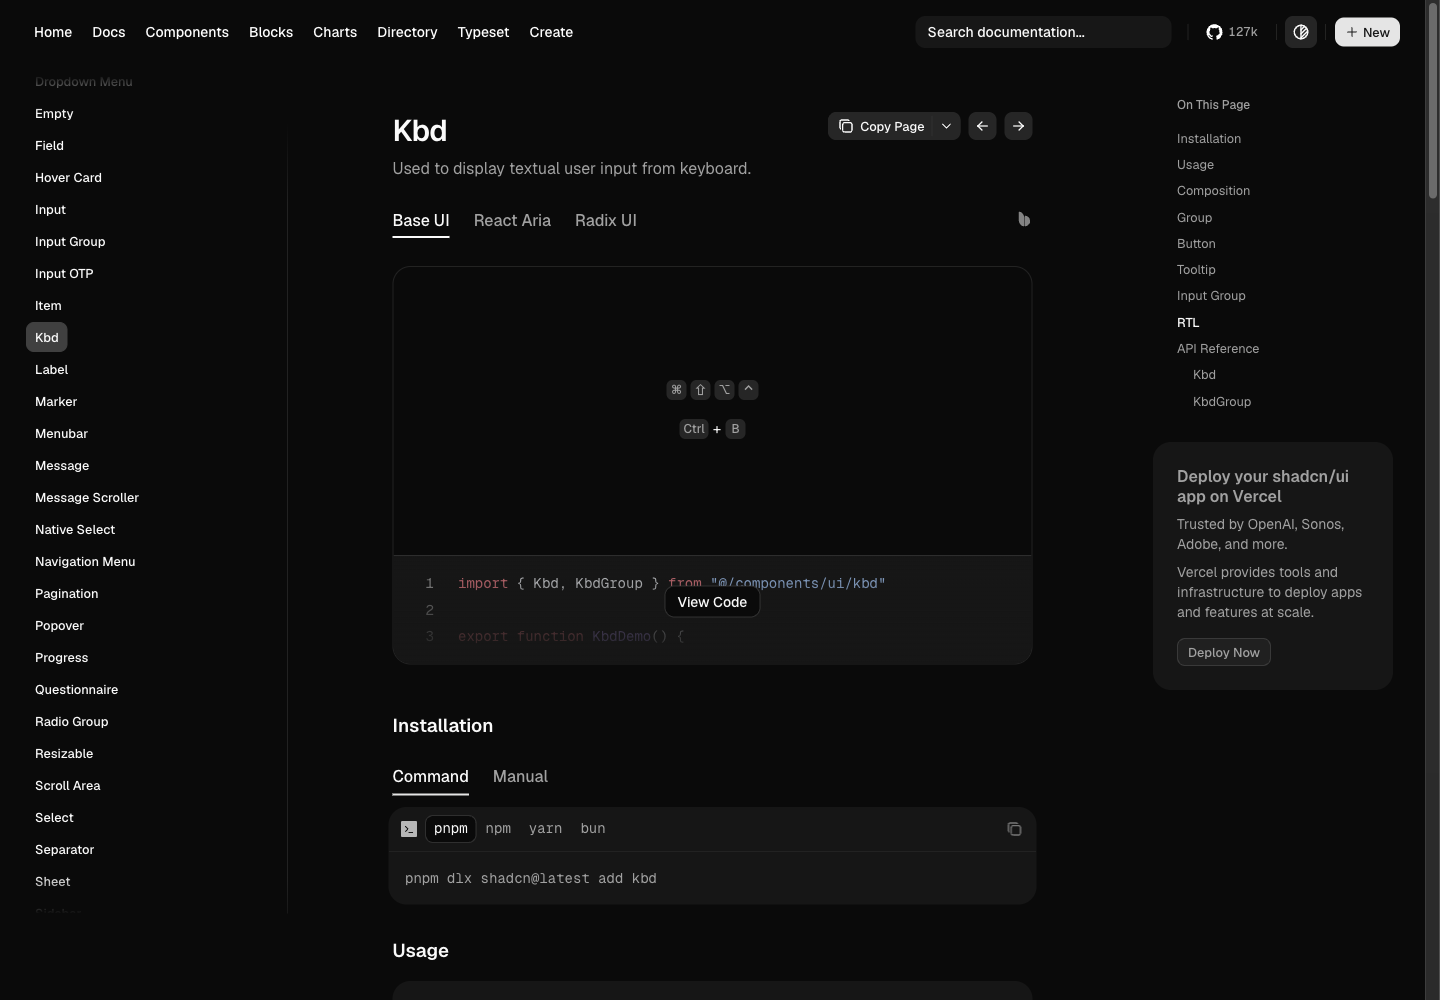 Home Docs Components Blocks Charts Directory Typeset Create
Search documentation...
127k
New
Dropdown Menu
Empty
Field
Hover Card
Input
Input Group
Input OTP
Item
Kbd
Label
Marker
Menubar
Message
Message Scroller
Native Select
Navigation Menu
Pagination
Popover
Progress
Questionnaire
Radio Group
Resizable
Scroll Area
Select
Separator
Sheet
Sidebar
Kbd
Copy Page
Used to display textual user input from keyboard.
Base UI React Aria Radix UI
⌘ ⇧ ⌥ ⌃
Ctrl + B
1 import { Kbd, KbdGroup } from "@/components/ui/kbd"
View Code
2
3 export function KbdDemo() {
Installation
Command Manual
pnpm npm yarn bun
pnpm dlx shadcn@latest add kbd
Usage
On This Page
Installation
Usage
Composition
Group
Button
Tooltip
Input Group
RTL
API Reference
Kbd
KbdGroup
Deploy your shadcn/ui
app on Vercel
Trusted by OpenAI, Sonos,
Adobe, and more.
Vercel provides tools and
infrastructure to deploy apps
and features at scale.
Deploy Now